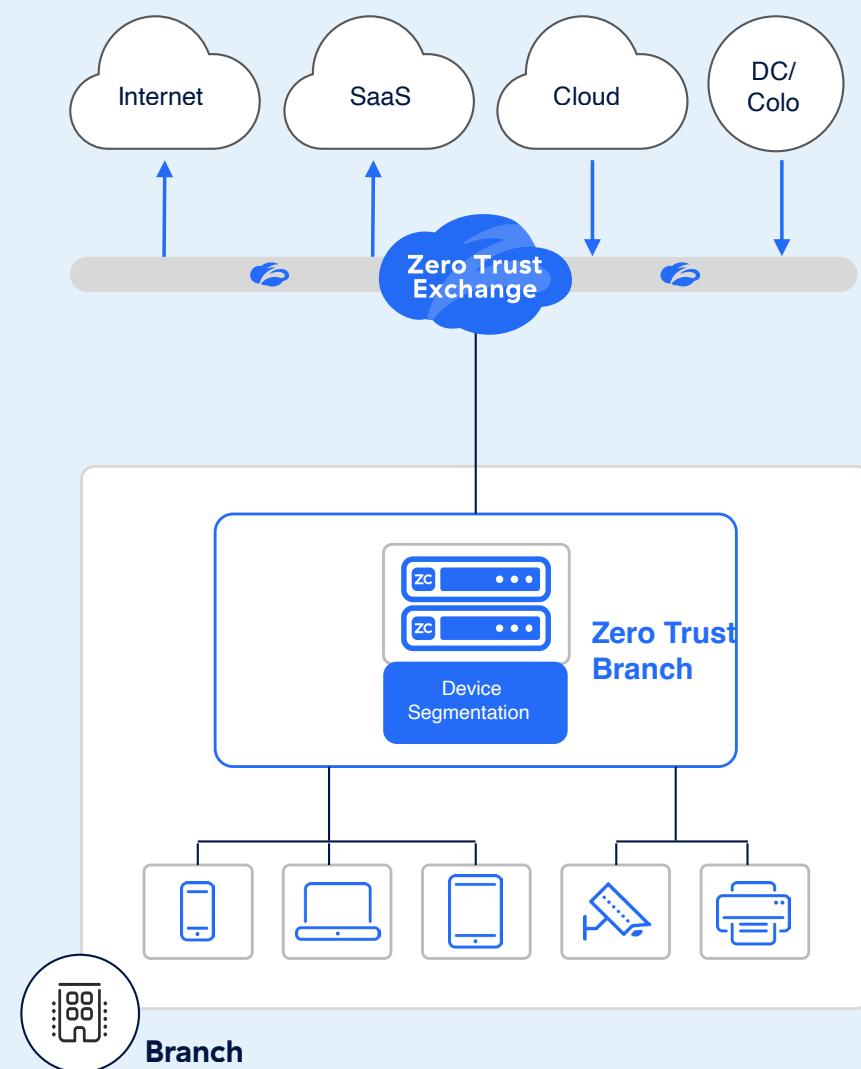 Internet
SaaS
Cloud
DC/
Colo
Zero Trust
Exchange
ZC
ZC
Zero Trust
Branch
Device
Segmentation
Branch